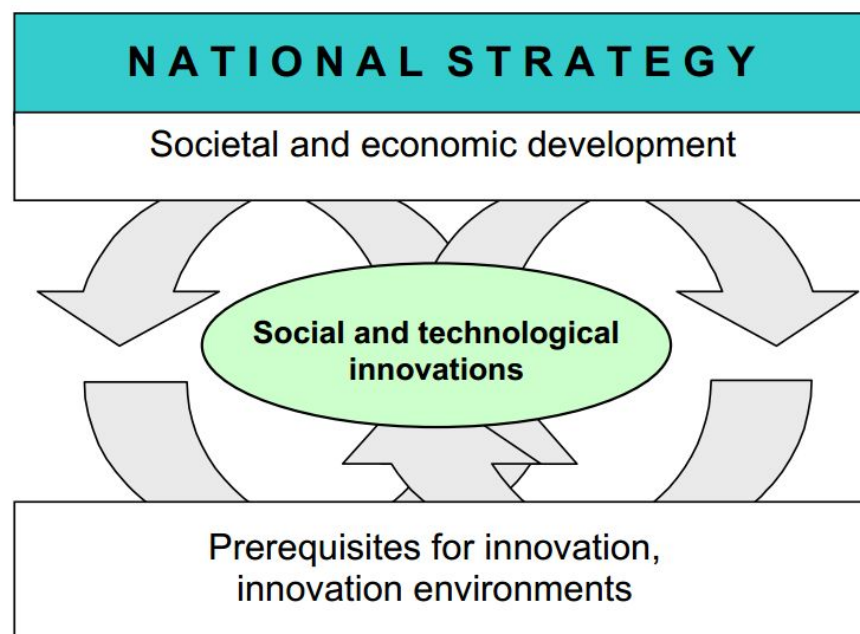 NATIONAL STRATEGY
Societal and economic development
Social and technological
innovations
Prerequisites for innovation,
innovation environments